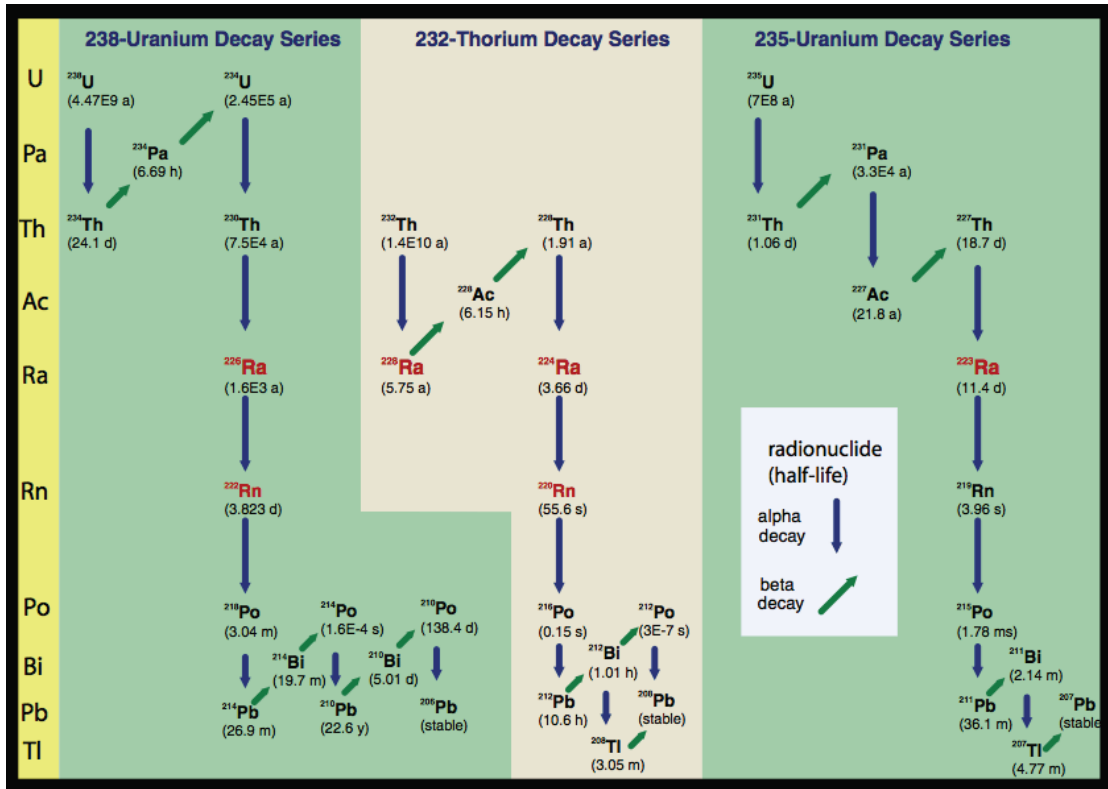 238-Uranium Decay Series 232-Thorium Decay Series 235-Uranium Decay Series
U
²³⁸U
(4.47E9 a)
²³⁴U
(2.45E5 a)
²³⁵U
(7E8 a)
Pa
²³⁴Pa
(6.69 h)
²³¹Pa
(3.3E4 a)
Th
²³⁴Th
(24.1 d)
²³⁰Th
(7.5E4 a)
²³²Th
(1.4E10 a)
²²⁸Th
(1.91 a)
²³¹Th
(1.06 d)
²²⁷Th
(18.7 d)
Ac
²²⁸Ac
(6.15 h)
²²⁷Ac
(21.8 a)
Ra
²²⁶Ra
(1.6E3 a)
²²⁸Ra
(5.75 a)
²²⁴Ra
(3.66 d)
²²³Ra
(11.4 d)
Rn
²²²Rn
(3.823 d)
²²⁰Rn
(55.6 s)
²¹⁹Rn
(3.96 s)
radionuclide
(half-life)
alpha
decay
beta
decay
Po
²¹⁸Po
(3.04 m)
²¹⁴Po
(1.6E-4 s)
²¹⁰Po
(138.4 d)
²¹⁶Po
(0.15 s)
²¹²Po
(3E-7 s)
²¹⁵Po
(1.78 ms)
Bi
²¹⁴Bi
(19.7 m)
²¹⁰Bi
(5.01 d)
²¹²Bi
(1.01 h)
²¹¹Bi
(2.14 m)
Pb
²¹⁴Pb
(26.9 m)
²¹⁰Pb
(22.6 y)
²⁰⁶Pb
(stable)
²¹²Pb
(10.6 h)
²⁰⁸Pb
(stable)
²¹¹Pb
(36.1 m)
²⁰⁷Pb
(stable
Tl
²⁰⁸Tl
(3.05 m)
²⁰⁷Tl
(4.77 m)